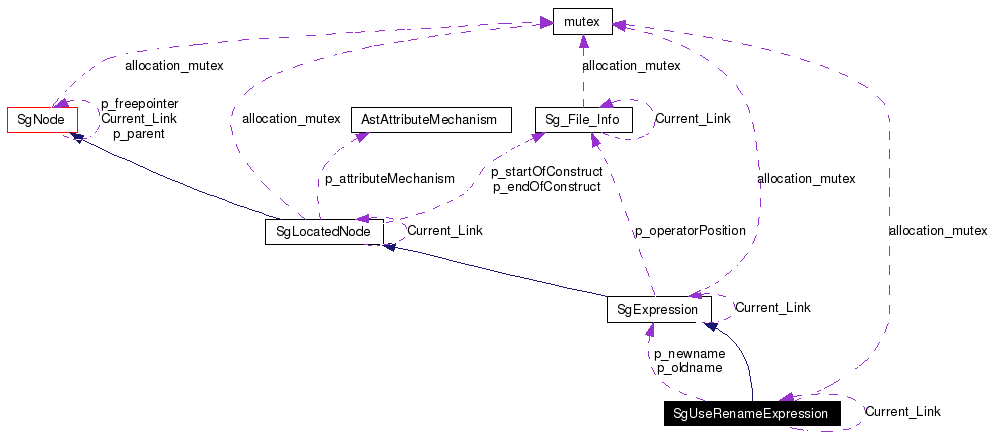 mutex
allocation_mutex
allocation_mutex
p_freepointer
Current_Link
p_parent
SgNode
allocation_mutex
AstAttributeMechanism
Sg_File_Info
Current_Link
p_attributeMechanism
p_startOfConstruct
p_endOfConstruct
allocation_mutex
SgLocatedNode
Current_Link
p_operatorPosition
allocation_mutex
SgExpression
Current_Link
p_newname
p_oldname
SgUseRenameExpression
Current_Link